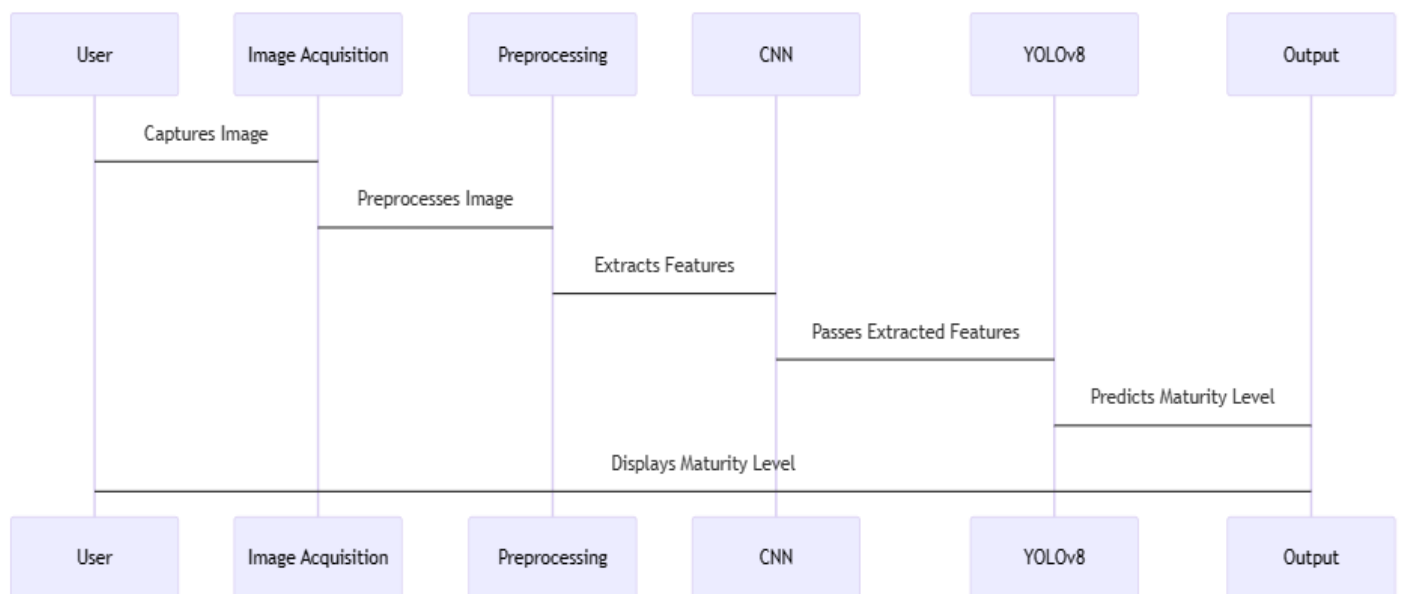 User Image Acquisition Preprocessing CNN YOLOv8 Output
Captures Image
Preprocesses Image
Extracts Features
Passes Extracted Features
Predicts Maturity Level
Displays Maturity Level
User Image Acquisition Preprocessing CNN YOLOv8 Output